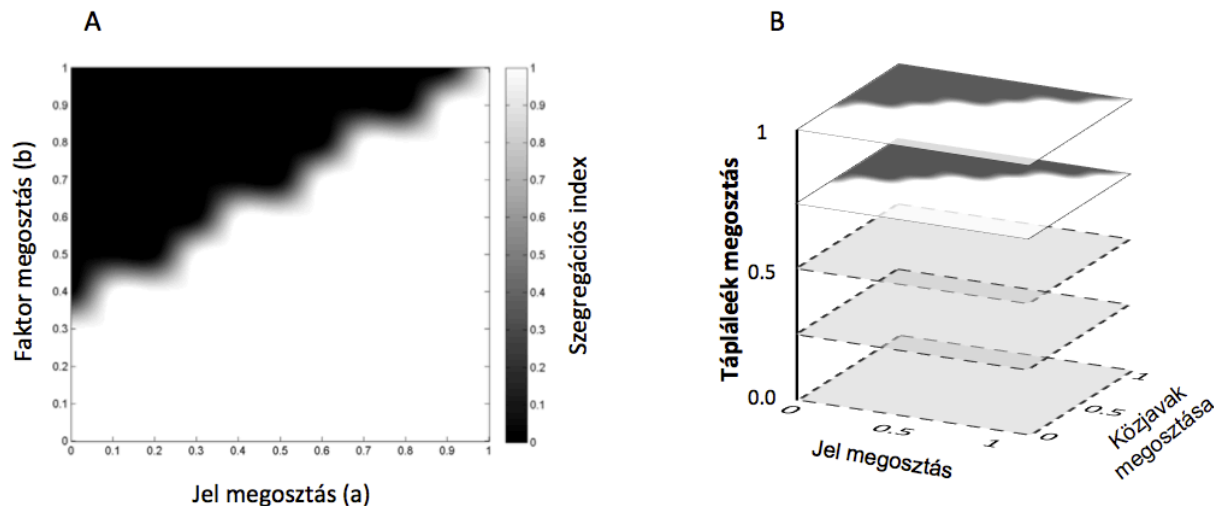 A
1
0.9
0.8
0.7
0.6
0.5
0.4
0.3
0.2
0.1
0
0 0.1 0.2 0.3 0.4 0.5 0.6 0.7 0.8 0.9 1
Faktor megosztás (b)
Jel megosztás (a)
1
0.9
0.8
0.7
0.6
0.5
0.4
0.3
0.2
0.1
0
Szegregációs index
B
1
0.5
0.0
Tápláleék megosztás
0 0.5 1
Jel megosztás
0 0.5 1
Közjavak
megosztása